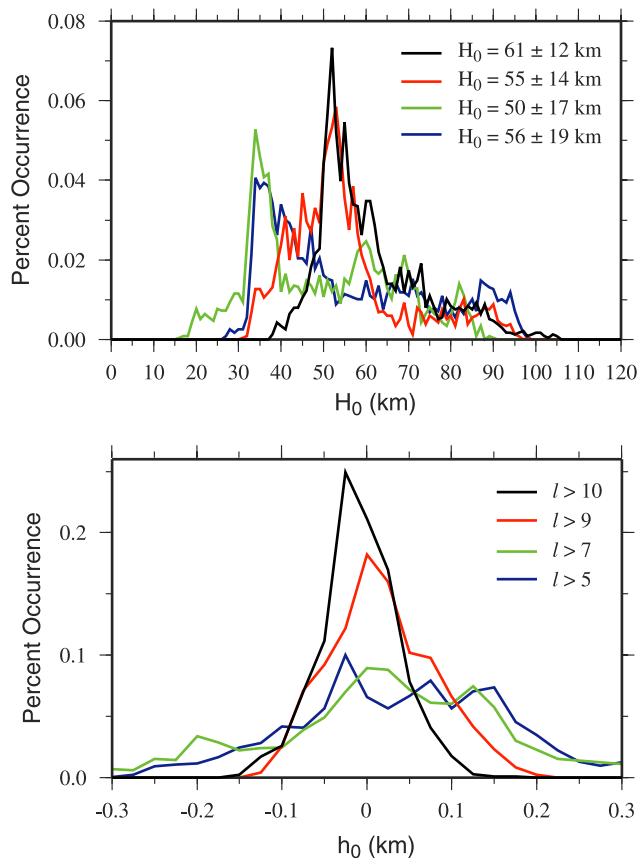 0.08
0.06
0.04
0.02
0.00
Percent Occurrence
H₀ = 61 ± 12 km
H₀ = 55 ± 14 km
H₀ = 50 ± 17 km
H₀ = 56 ± 19 km
0 10 20 30 40 50 60 70 80 90 100 110 120
H₀ (km)
0.2
0.1
0.0
Percent Occurrence
l > 10
l > 9
l > 7
l > 5
-0.3 -0.2 -0.1 0 0.1 0.2 0.3
h₀ (km)